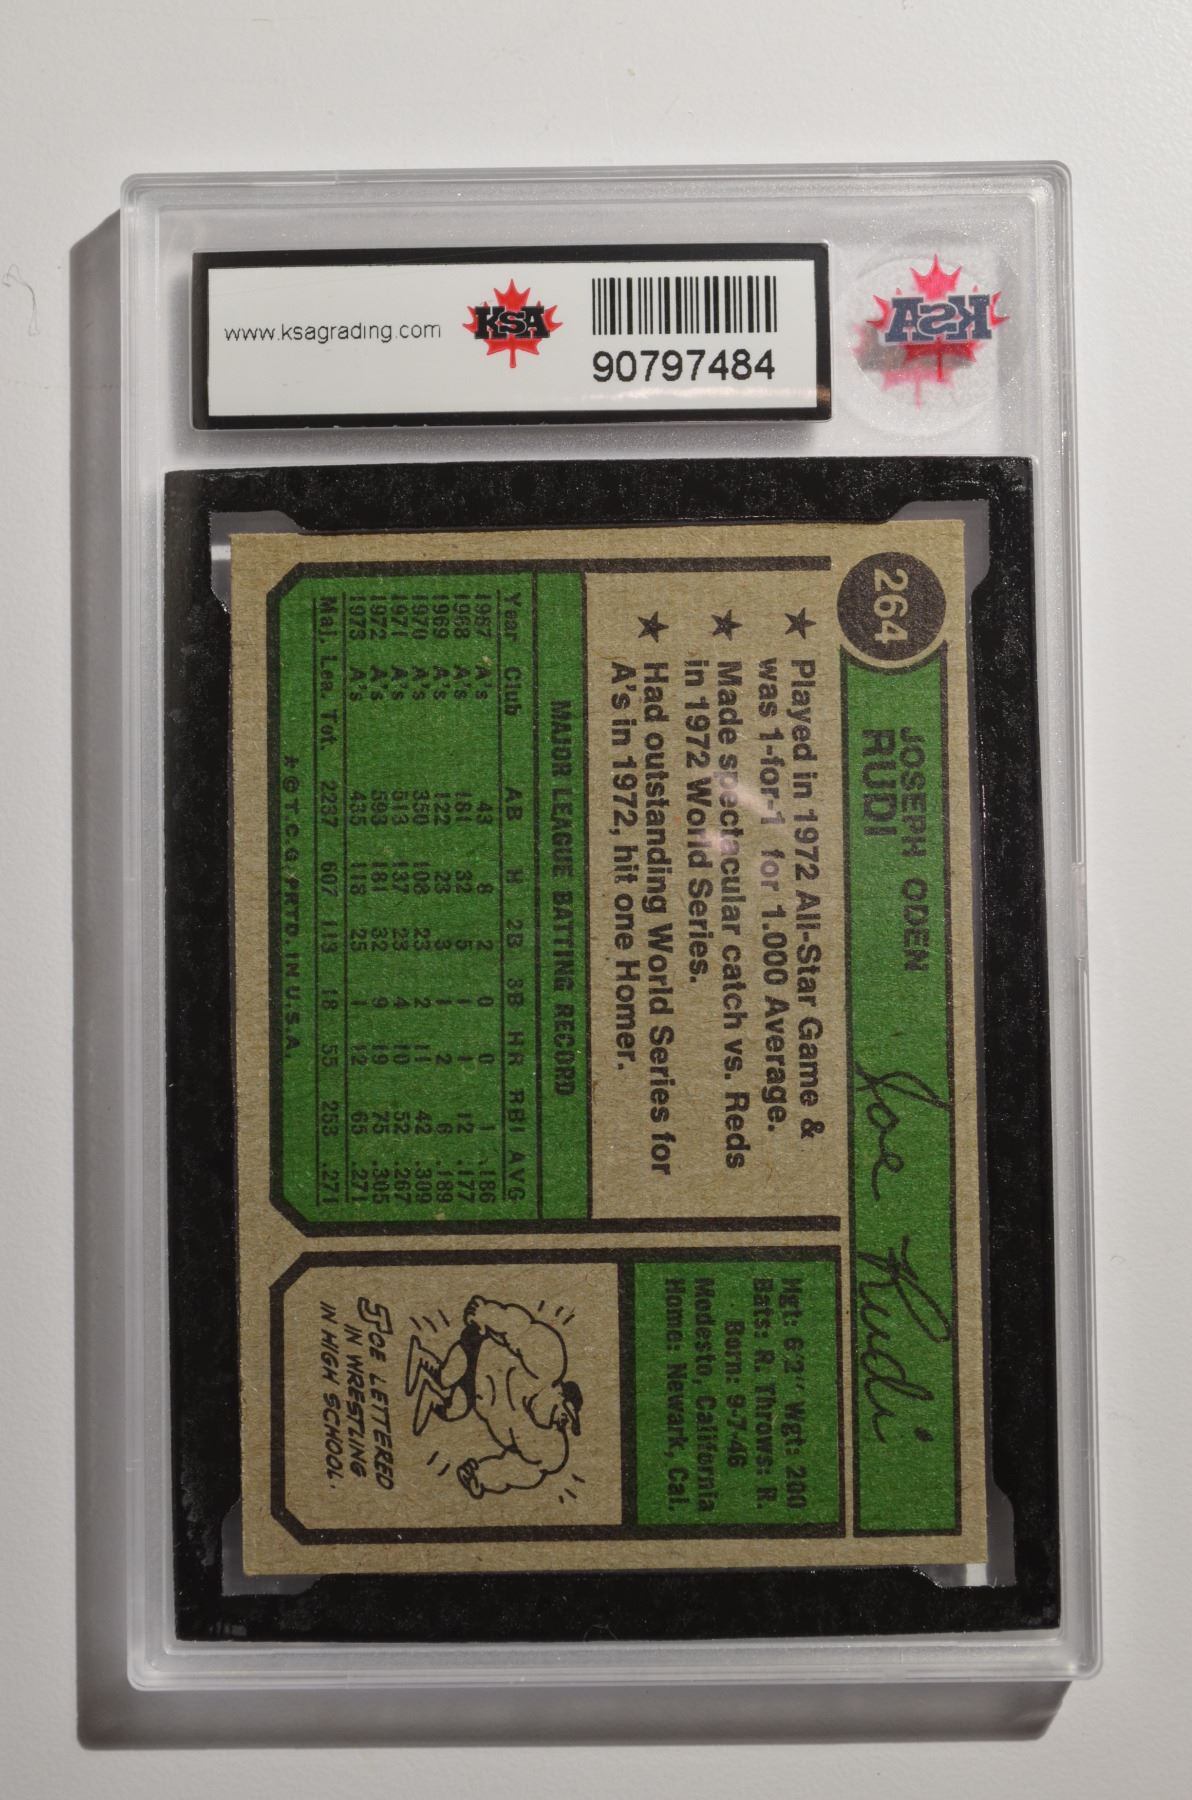 www.ksagrading.com
KSA
90797484
KSA
264
JOSEPH ODEN
RUDI
Joe Rudi
★ Played in 1972 All-Star Game &
was 1-for-1 for 1.000 Average.
★ Made spectacular catch vs. Reds
in 1972 World Series.
★ Had outstanding World Series for
A's in 1972, hit one Homer.
MAJOR LEAGUE BATTING RECORD
Year Club AB H 2B 3B HR RBI AVG
1967 A's 43 8 2 0 0 1 .186
1968 A's 181 32 5 1 1 12 .177
1969 A's 122 23 3 1 2 6 .189
1970 A's 350 108 23 2 11 42 .309
1971 A's 513 137 23 4 10 52 .267
1972 A's 593 181 32 9 19 75 .305
1973 A's 435 118 25 1 12 65 .271
Maj. Lea. Tot. 2237 607 113 18 55 253 .271
*©T.C.G. PRTD. IN U.S.A.
Hgt: 6'2" Wgt: 200
Bats: R. Throws: R.
Born: 9-7-46
Modesto, California
Home: Newark, Cal.
JOE LETTERED
IN WRESTLING
IN HIGH SCHOOL.